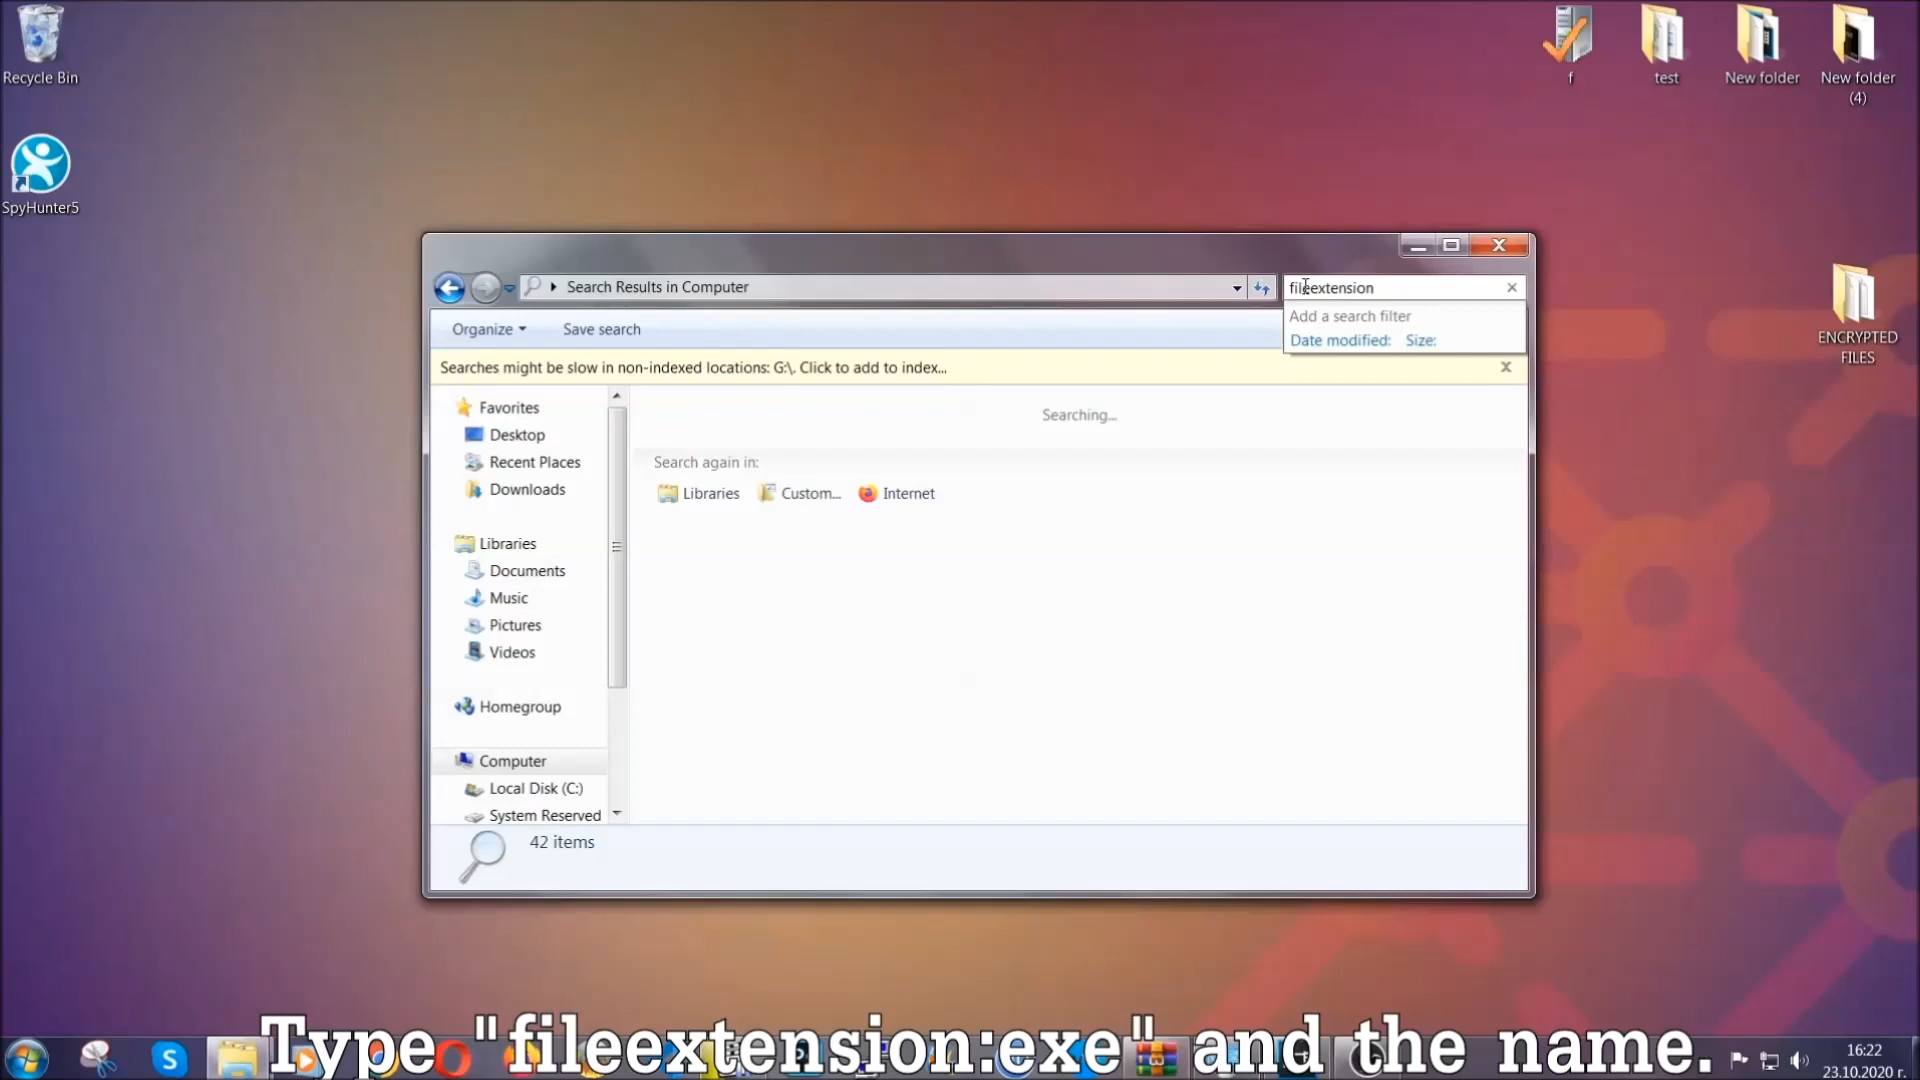 Recycle Bin
f
test
New folder
New folder
(4)
SpyHunter5
Search Results in Computer
fileextension
Add a search filter
Date modified: Size:
Organize
Save search
Searches might be slow in non-indexed locations: G:\. Click to add to index...
Favorites
Desktop
Recent Places
Downloads
Libraries
Documents
Music
Pictures
Videos
Homegroup
Computer
Local Disk (C:)
System Reserved
Searching...
Search again in:
Libraries
Custom...
Internet
42 items
ENCRYPTED
FILES
Type "fileextension:exe" and the name.
16:22
23.10.2020 г.